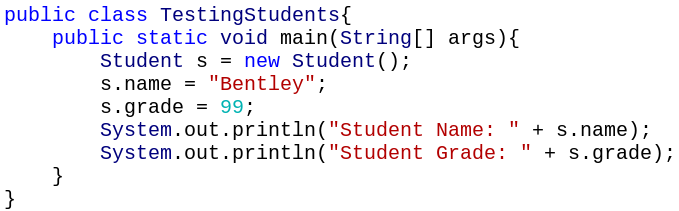 public class TestingStudents{
    public static void main(String[] args){
        Student s = new Student();
        s.name = "Bentley";
        s.grade = 99;
        System.out.println("Student Name: " + s.name);
        System.out.println("Student Grade: " + s.grade);
    }
}